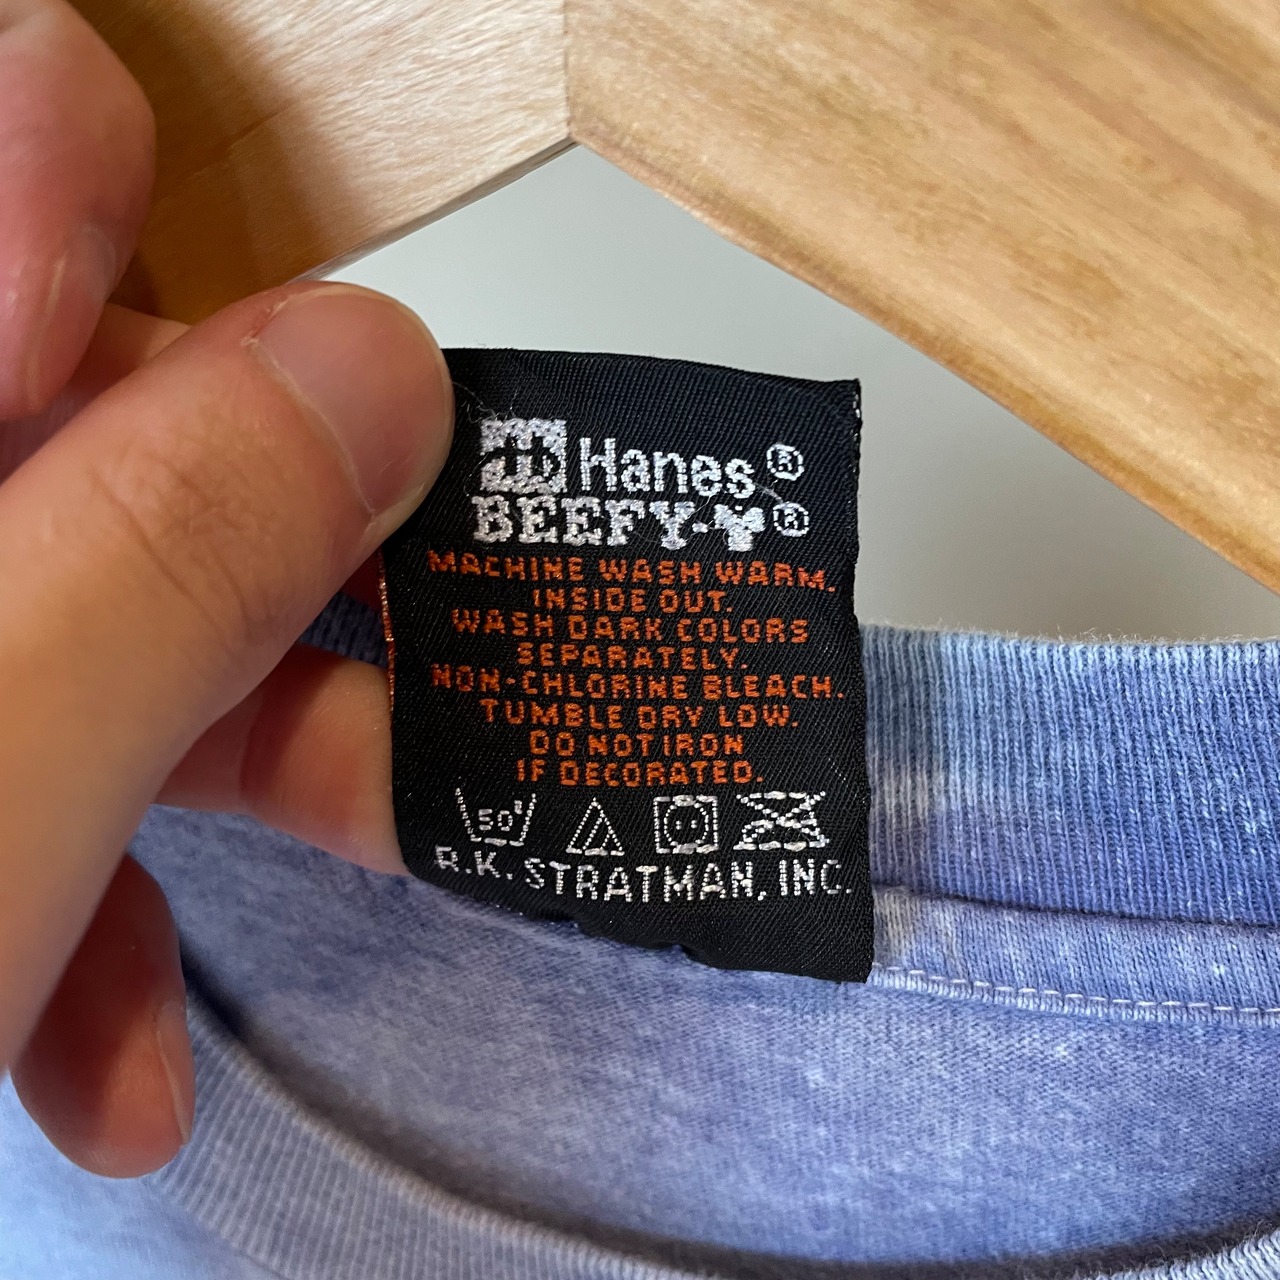 Hanes®
BEEFY-T®
MACHINE WASH WARM.
INSIDE OUT.
WASH DARK COLORS
SEPARATELY.
NON-CHLORINE BLEACH.
TUMBLE DRY LOW.
DO NOT IRON
IF DECORATED.
50°
R.K. STRATMAN, INC.